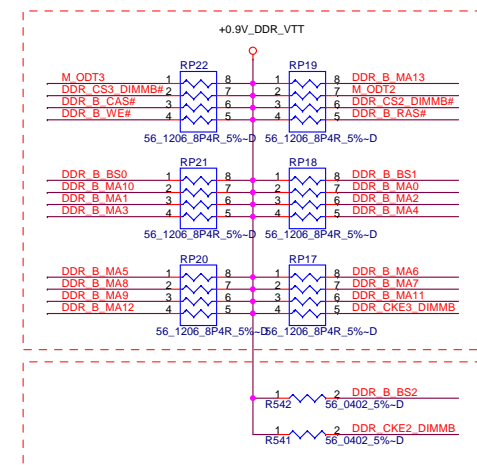 +0.9V_DDR_VTT
RP22 RP19
M_ODT3 1 8 1 8 DDR_B_MA13
DDR_CS3_DIMMB# 2 7 2 7 M_ODT2
DDR_B_CAS# 3 6 3 6 DDR_CS2_DIMMB#
DDR_B_WE# 4 5 4 5 DDR_B_RAS#
56_1206_8P4R_5%~D 56_1206_8P4R_5%~D
RP21 RP18
DDR_B_BS0 1 8 1 8 DDR_B_BS1
DDR_B_MA10 2 7 2 7 DDR_B_MA0
DDR_B_MA1 3 6 3 6 DDR_B_MA2
DDR_B_MA3 4 5 4 5 DDR_B_MA4
56_1206_8P4R_5%~D 56_1206_8P4R_5%~D
RP20 RP17
DDR_B_MA5 1 8 1 8 DDR_B_MA6
DDR_B_MA8 2 7 2 7 DDR_B_MA7
DDR_B_MA9 3 6 3 6 DDR_B_MA11
DDR_B_MA12 4 5 4 5 DDR_CKE3_DIMMB
56_1206_8P4R_5%~D 56_1206_8P4R_5%~D
1 2 DDR_B_BS2
R542 56_0402_5%~D
1 2 DDR_CKE2_DIMMB
R541 56_0402_5%~D